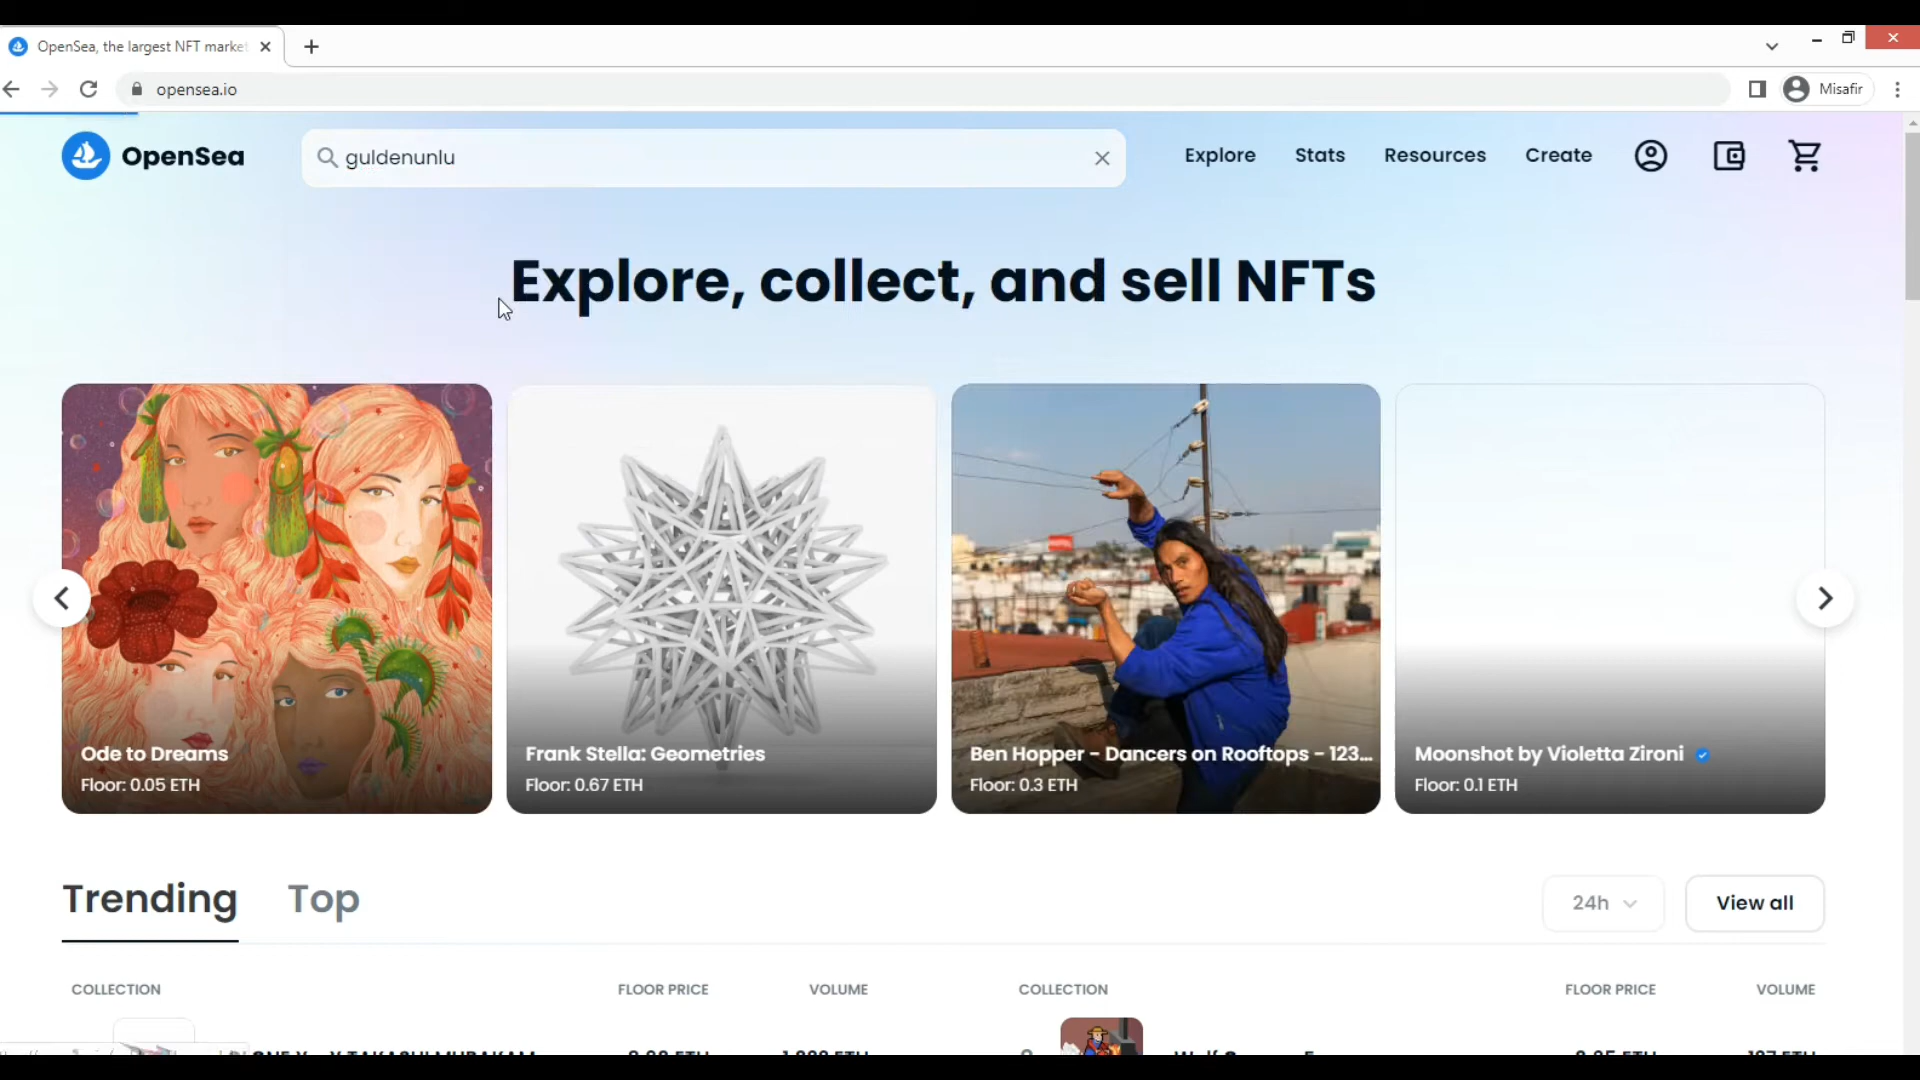 OpenSea, the largest NFT market
opensea.io
Misafir
OpenSea
guldenunlu
Explore
Stats
Resources
Create
Explore, collect, and sell NFTs
Ode to Dreams
Floor: 0.05 ETH
Frank Stella: Geometries
Floor: 0.67 ETH
Ben Hopper - Dancers on Rooftops - 123...
Floor: 0.3 ETH
Moonshot by Violetta Zironi
Floor: 0.1 ETH
Trending
Top
24h
View all
COLLECTION
FLOOR PRICE
VOLUME
COLLECTION
FLOOR PRICE
VOLUME